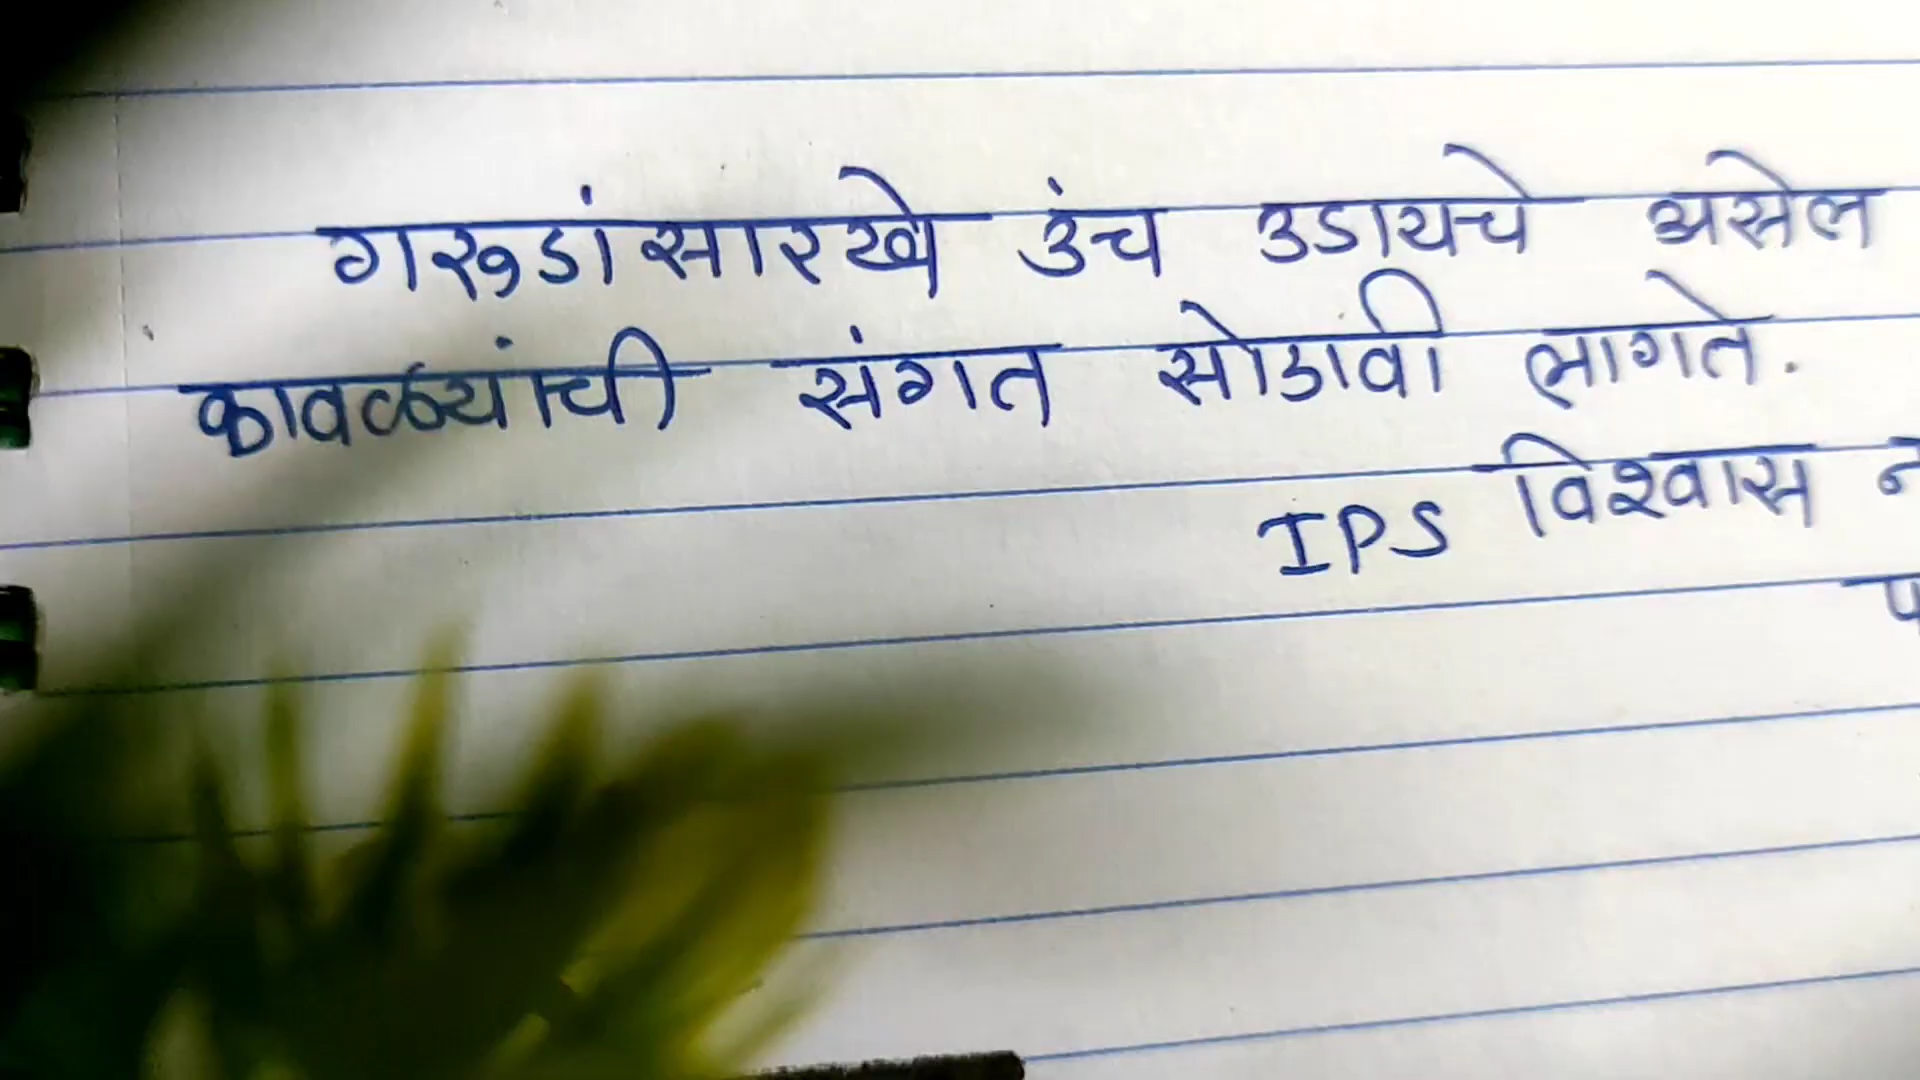 गरुडांसारखे उंच उडायचे असेल
कावळ्यांची संगत सोडावी लागते.
IPS विश्वास